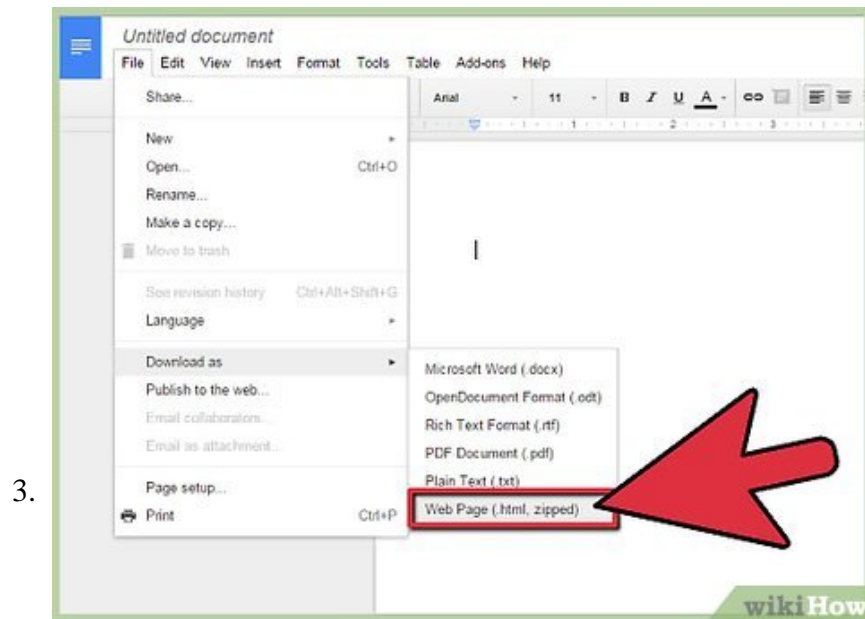 Untitled document
File Edit View Insert Format Tools Table Add-ons Help
Share...
Arial 11 B I U A
New
1 2 3
Open... Ctrl+O
Rename...
Make a copy...
Move to trash
See revision history Ctrl+Alt+Shift+G
Language
Download as
Microsoft Word (.docx)
Publish to the web...
OpenDocument Format (.odt)
Email collaborators...
Rich Text Format (.rtf)
Email as attachment...
PDF Document (.pdf)
Plain Text (.txt)
3.
Page setup...
Web Page (.html, zipped)
Print Ctrl+P
wikiHow